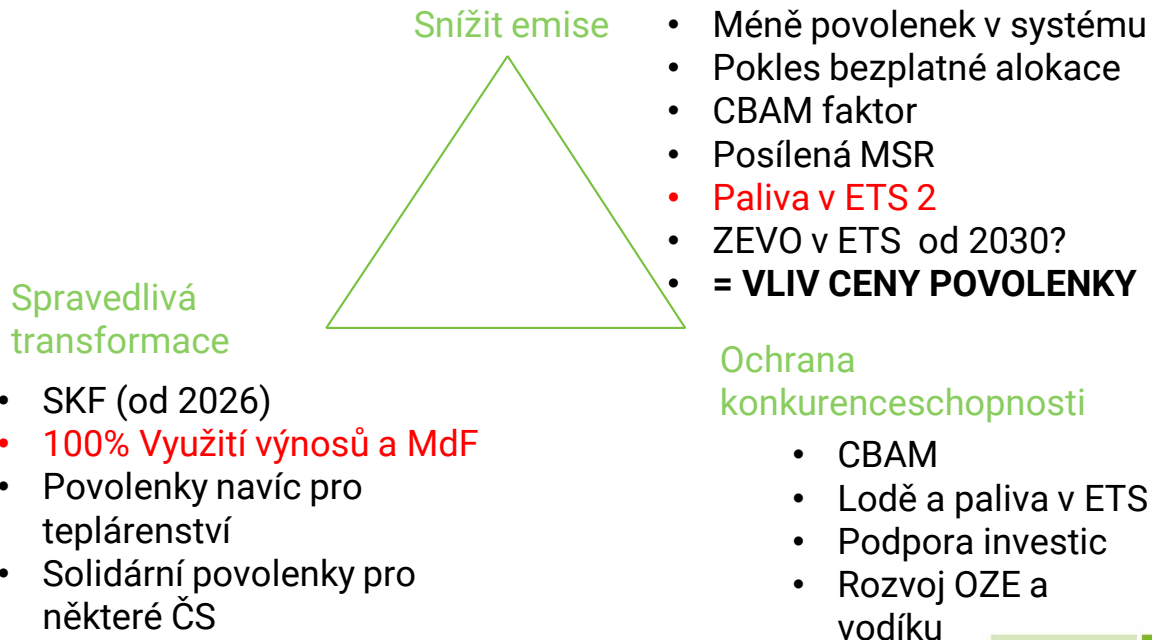 Snížit emise
• Méně povolenek v systému
• Pokles bezplatné alokace
• CBAM faktor
• Posílená MSR
• Paliva v ETS 2
• ZEVO v ETS  od 2030?
• = VLIV CENY POVOLENKY
Spravedlivá
transformace
• SKF (od 2026)
• 100% Využití výnosů a MdF
• Povolenky navíc pro
teplárenství
• Solidární povolenky pro
některé ČS
Ochrana
konkurenceschopnosti
• CBAM
• Lodě a paliva v ETS
• Podpora investic
• Rozvoj OZE a
vodíku